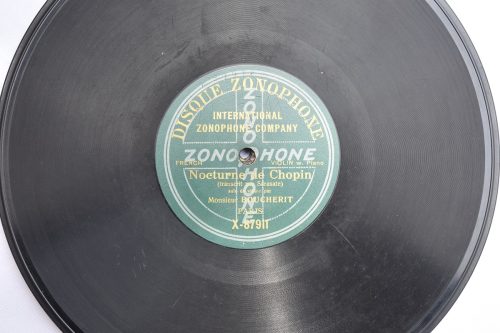 DISQUE ZONOPHONE
INTERNATIONAL
ZONOPHONE COMPANY
ZONOPHONE
ZONOPHONE
FRENCH VIOLIN w. Piano
Nocturne de Chopin
(transcrit par Sarasate)
Monsieur BOUCHERIT
PARIS
X-87911